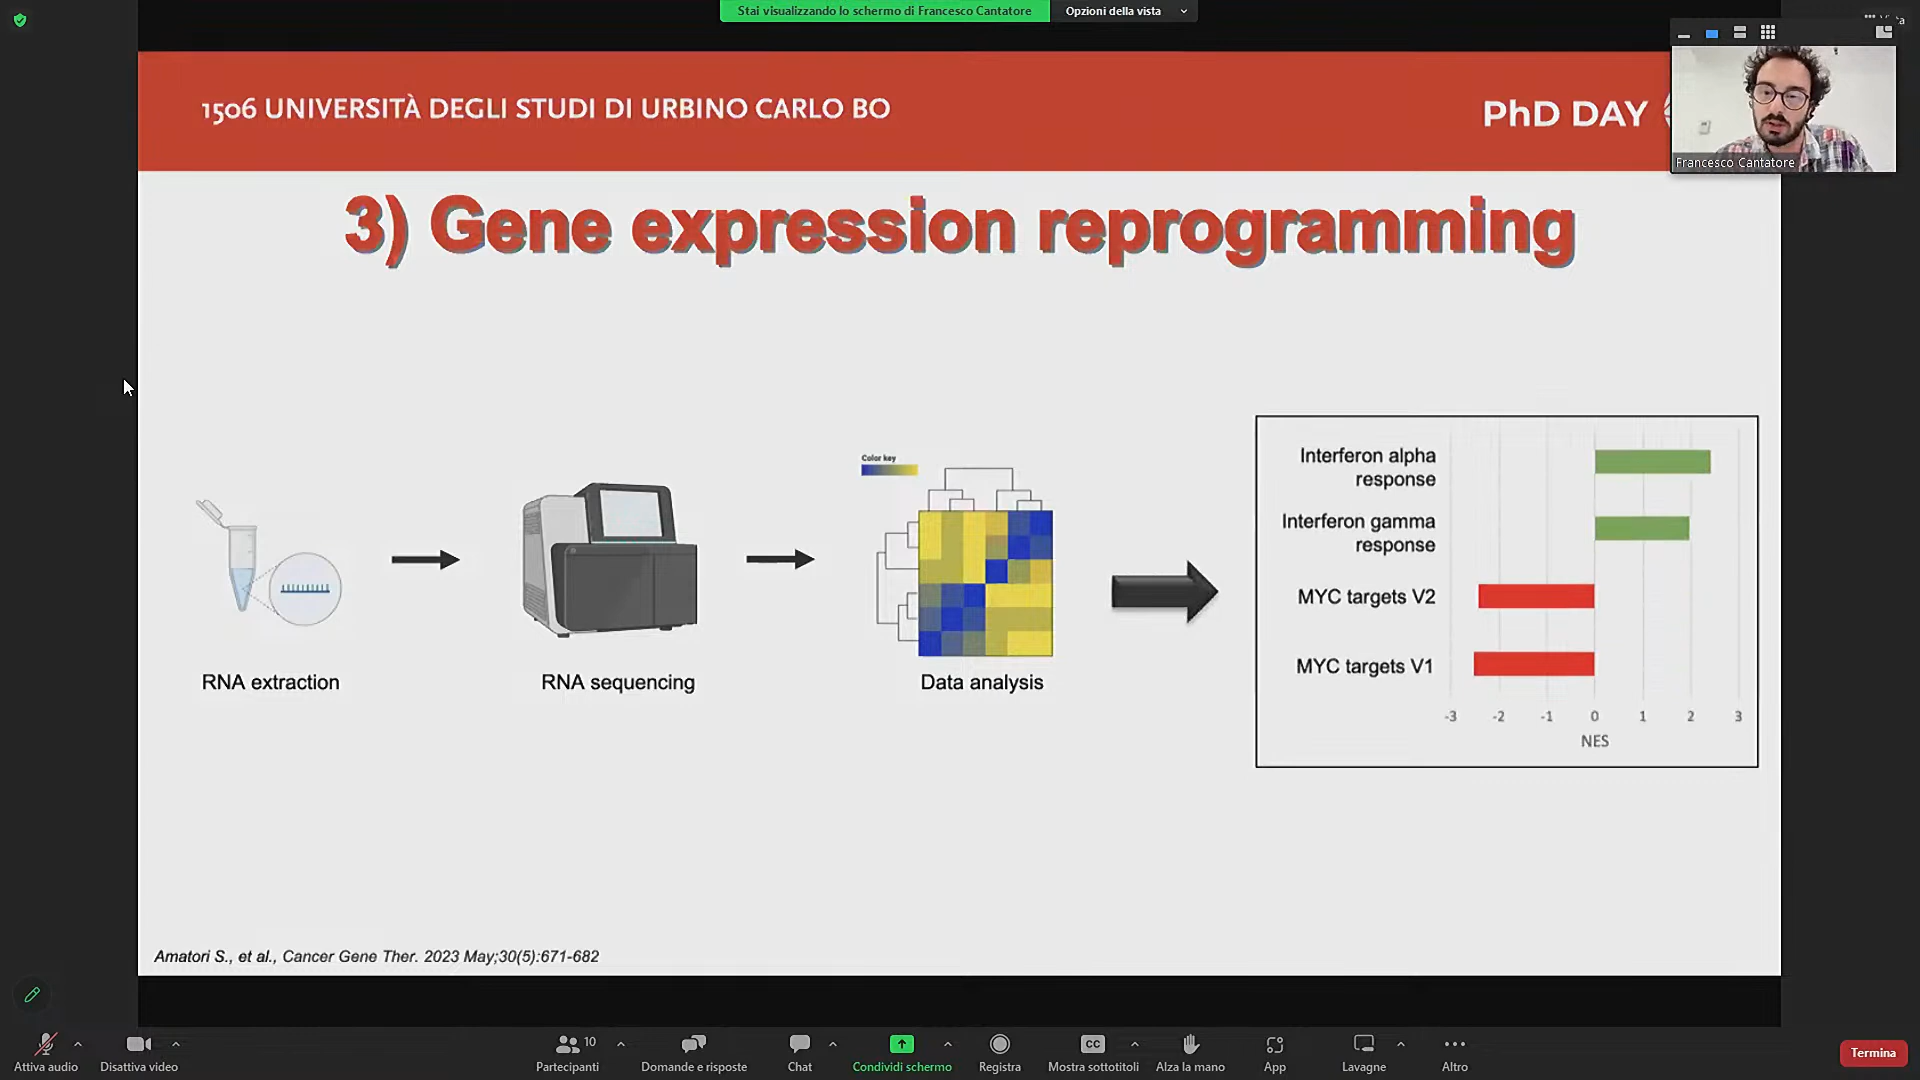 Stai visualizzando lo schermo di Francesco Cantatore
Opzioni della vista
1506 UNIVERSITÀ DEGLI STUDI DI URBINO CARLO BO
PhD DAY
Francesco Cantatore
3) Gene expression reprogramming
Color key
RNA extraction
RNA sequencing
Data analysis
Interferon alpha
response
Interferon gamma
response
MYC targets V2
MYC targets V1
-3 -2 -1 0 1 2 3
NES
Amatori S., et al., Cancer Gene Ther. 2023 May;30(5):671-682
Attiva audio
Disattiva video
10
Partecipanti
Domande e risposte
Chat
Condividi schermo
Registra
CC
Mostra sottotitoli
Alza la mano
App
Lavagne
Altro
Termina